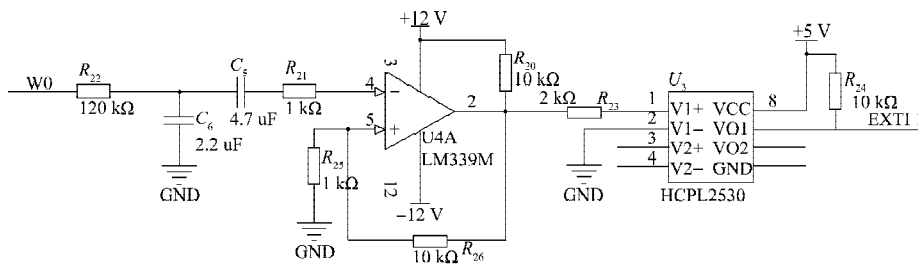 +12 V
+5 V
W0
R22
120 kΩ
C5
4.7 uF
R21
1 kΩ
C6
2.2 uF
GND
3
4
5
2
12
U4A
LM339M
−12 V
R20
10 kΩ
R25
1 kΩ
GND
10 kΩ R26
2 kΩ R23
GND
U3
1 V1+ VCC 8
2 V1− VO1
3 V2+ VO2
4 V2− GND
HCPL2530
R24
10 kΩ